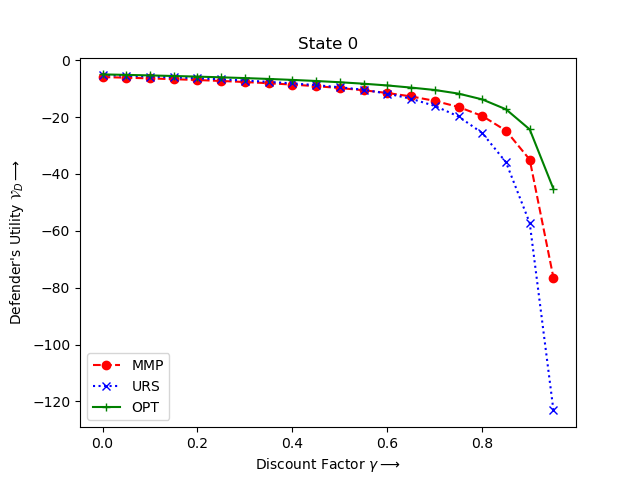 State 0
0
−20
−40
−60
−80
−100
−120
Defender's Utility 𝒱_D ⟶
MMP
URS
OPT
0.0 0.2 0.4 0.6 0.8
Discount Factor γ ⟶